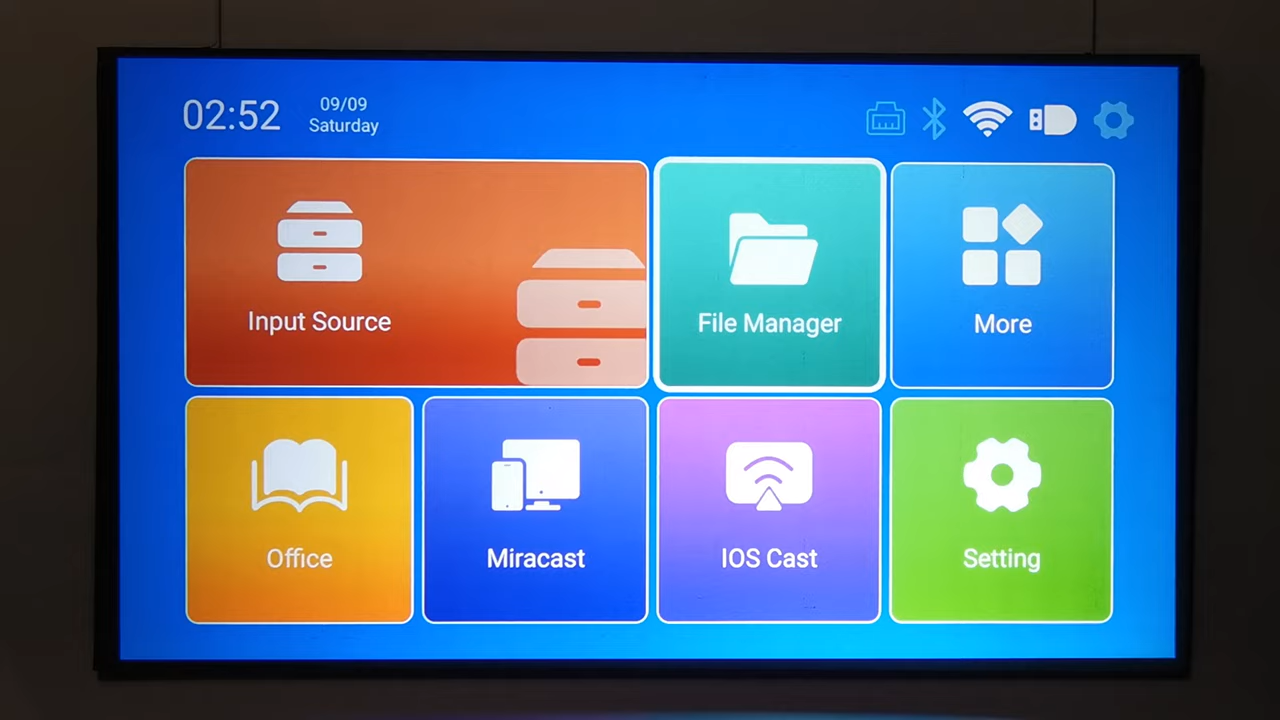 02:52
09/09
Saturday
Input Source
File Manager
More
Office
Miracast
IOS Cast
Setting